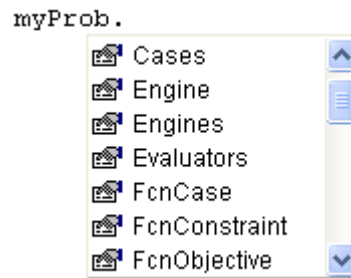 myProb.
Cases
Engine
Engines
Evaluators
FcnCase
FcnConstraint
FcnObjective